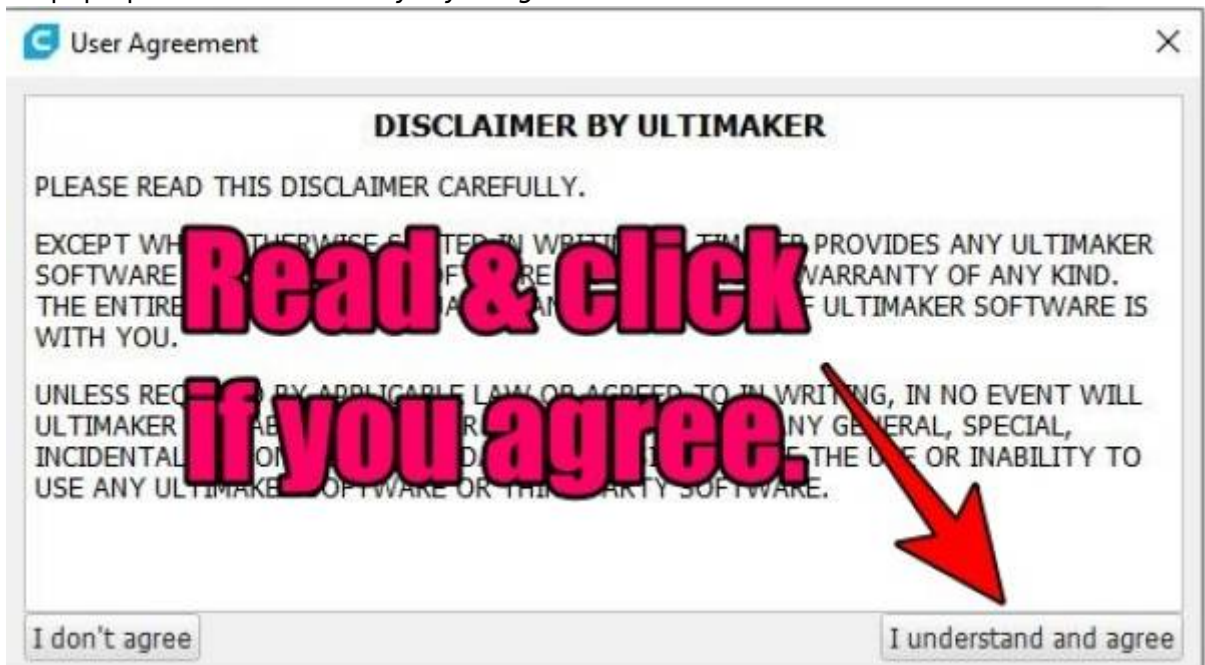 User Agreement
DISCLAIMER BY ULTIMAKER
PLEASE READ THIS DISCLAIMER CAREFULLY.
EXCEPT PROVIDES ANY ULTIMAKER
SOFTWARE WARRANTY OF ANY KIND.
THE ENTIRE ULTIMAKER SOFTWARE IS
WITH YOU.
Read & click
UNLESS BY APPLICABLE LAW OR AGREED TO IN WRITING, IN NO EVENT WILL
ULTIMAKER ANY GENERAL, SPECIAL,
INCIDENTAL THE USE OR INABILITY TO
USE ANY ULTIMAKER SOFTWARE OR THIRD PARTY SOFTWARE.
if you agree.
I don't agree
I understand and agree